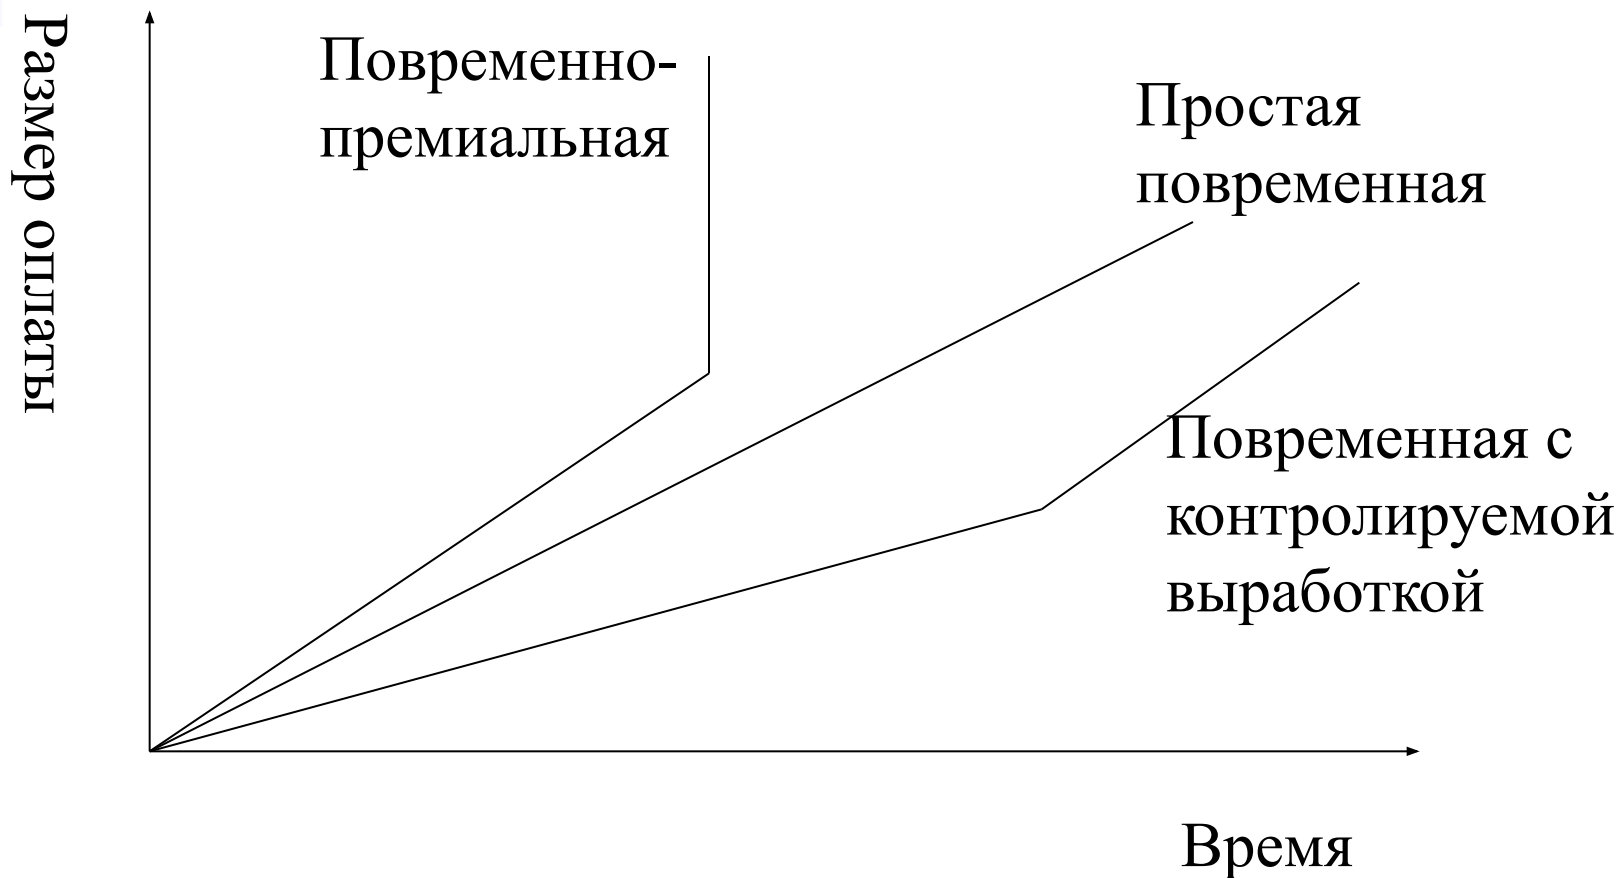 Размер оплаты
Повременно-
премиальная
Простая
повременная
Повременная с
контролируемой
выработкой
Время